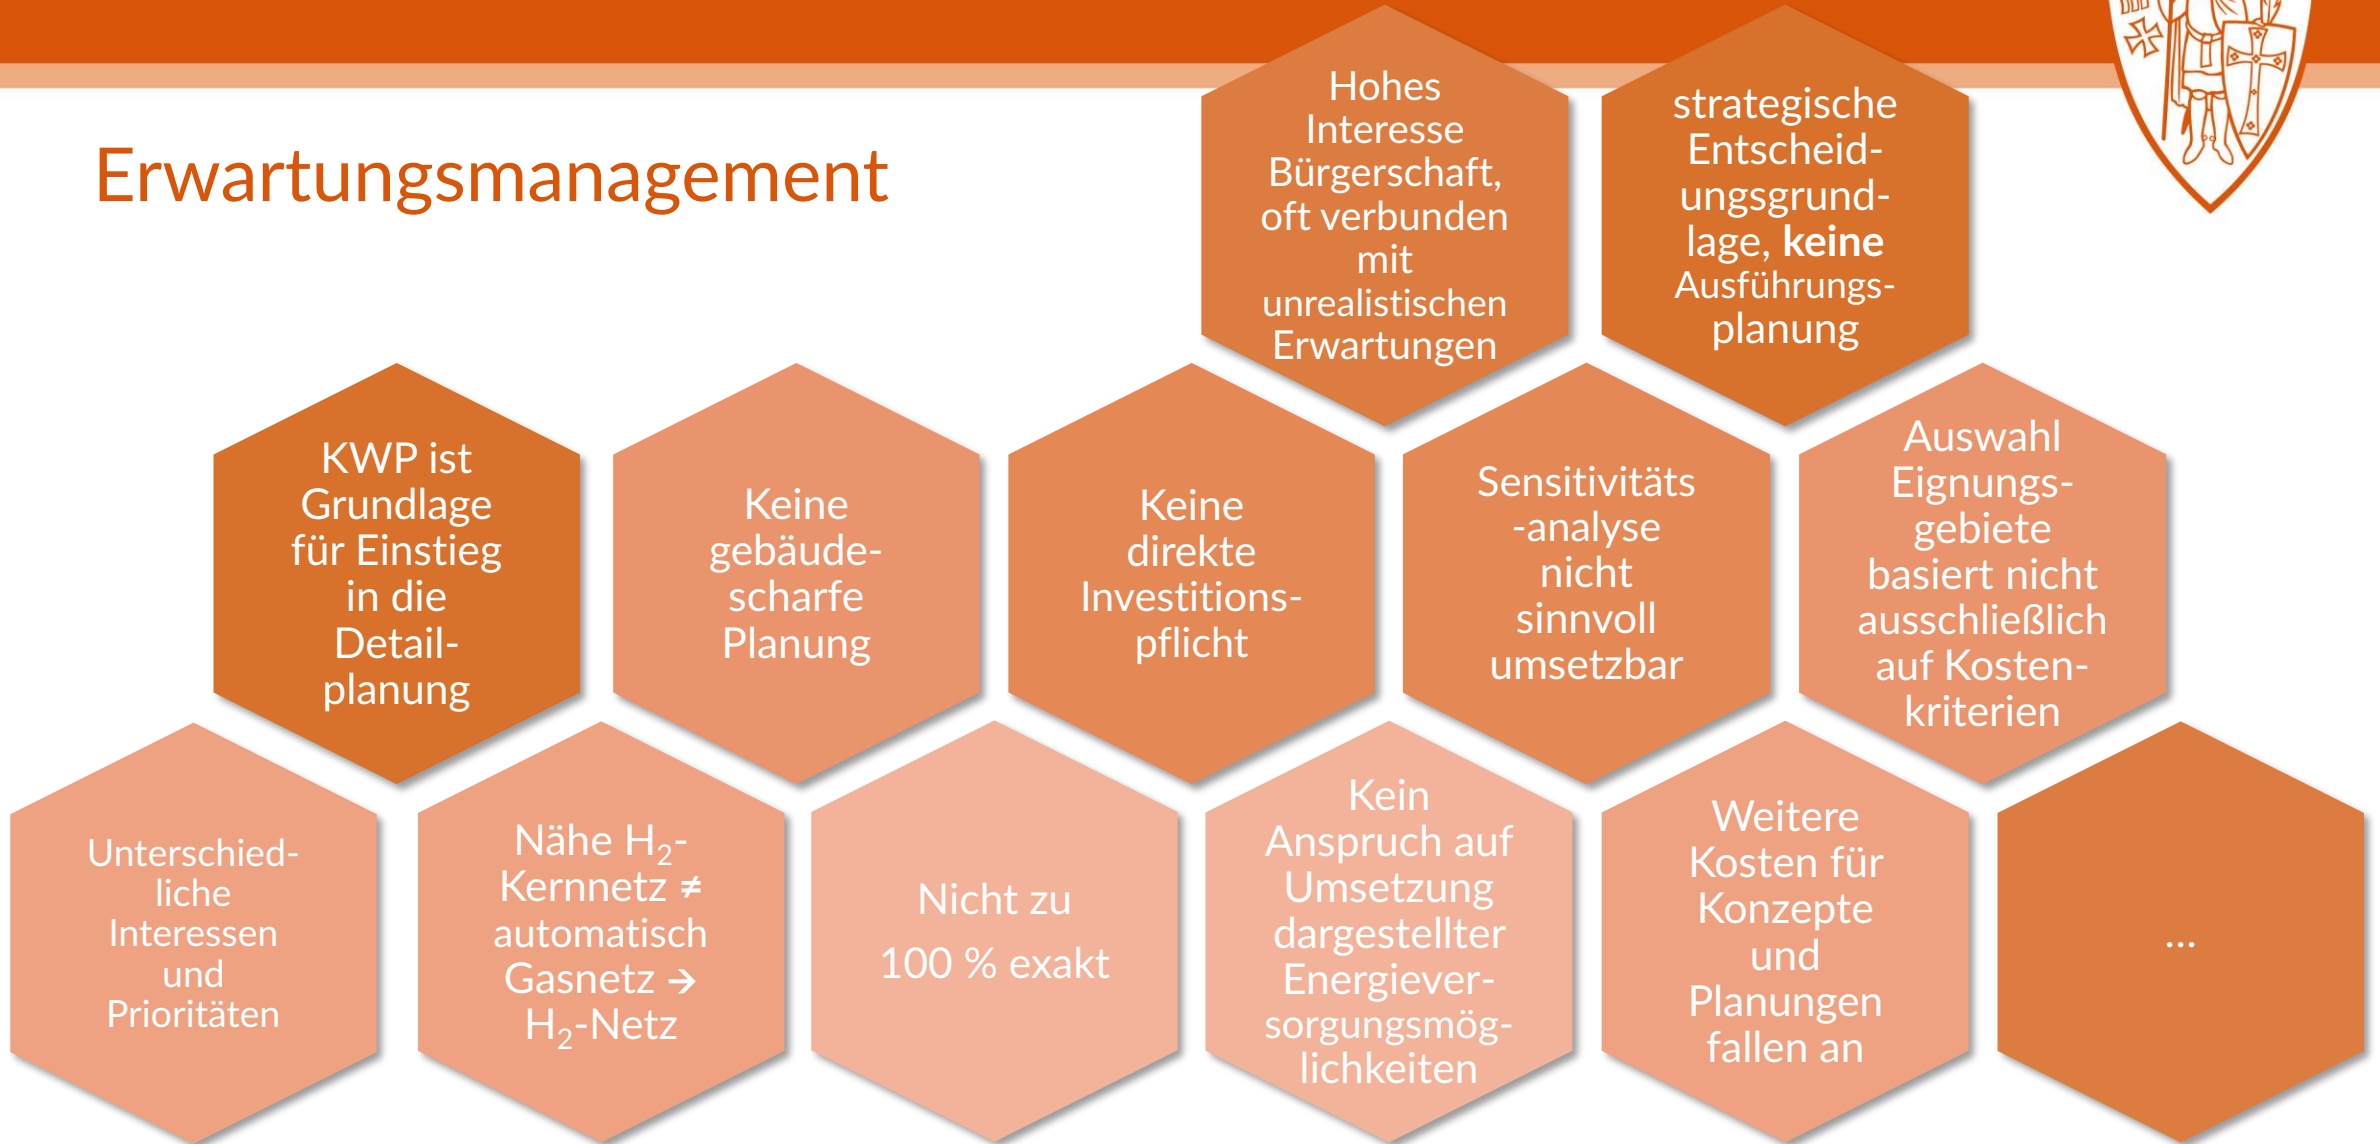 Erwartungsmanagement
Hohes
Interesse
Bürgerschaft,
oft verbunden
mit
unrealistischen
Erwartungen
strategische
Entscheid-
ungsgrund-
lage, keine
Ausführungs-
planung
KWP ist
Grundlage
für Einstieg
in die
Detail-
planung
Keine
gebäude-
scharfe
Planung
Keine
direkte
Investitions-
pflicht
Sensitivitäts
-analyse
nicht
sinnvoll
umsetzbar
Auswahl
Eignungs-
gebiete
basiert nicht
ausschließlich
auf Kosten-
kriterien
Unterschied-
liche
Interessen
und
Prioritäten
Nähe H₂-
Kernnetz ≠
automatisch
Gasnetz →
H₂-Netz
Nicht zu
100 % exakt
Kein
Anspruch auf
Umsetzung
dargestellter
Energiever-
sorgungsmög-
lichkeiten
Weitere
Kosten für
Konzepte
und
Planungen
fallen an
...